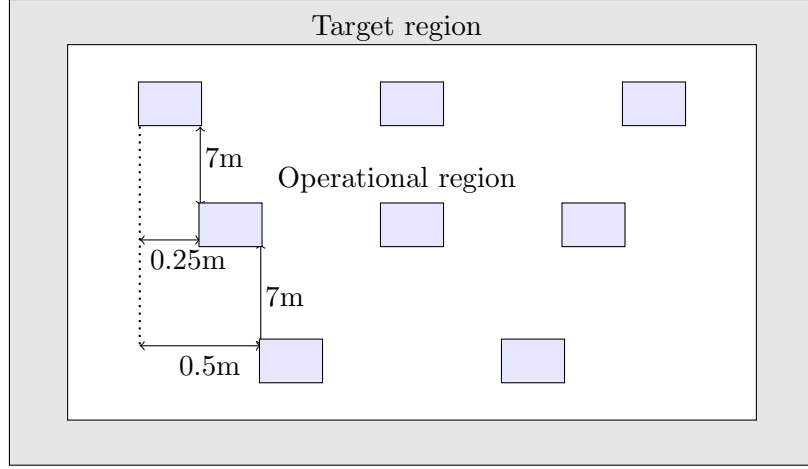 Target region
7m
Operational region
0.25m
7m
0.5m